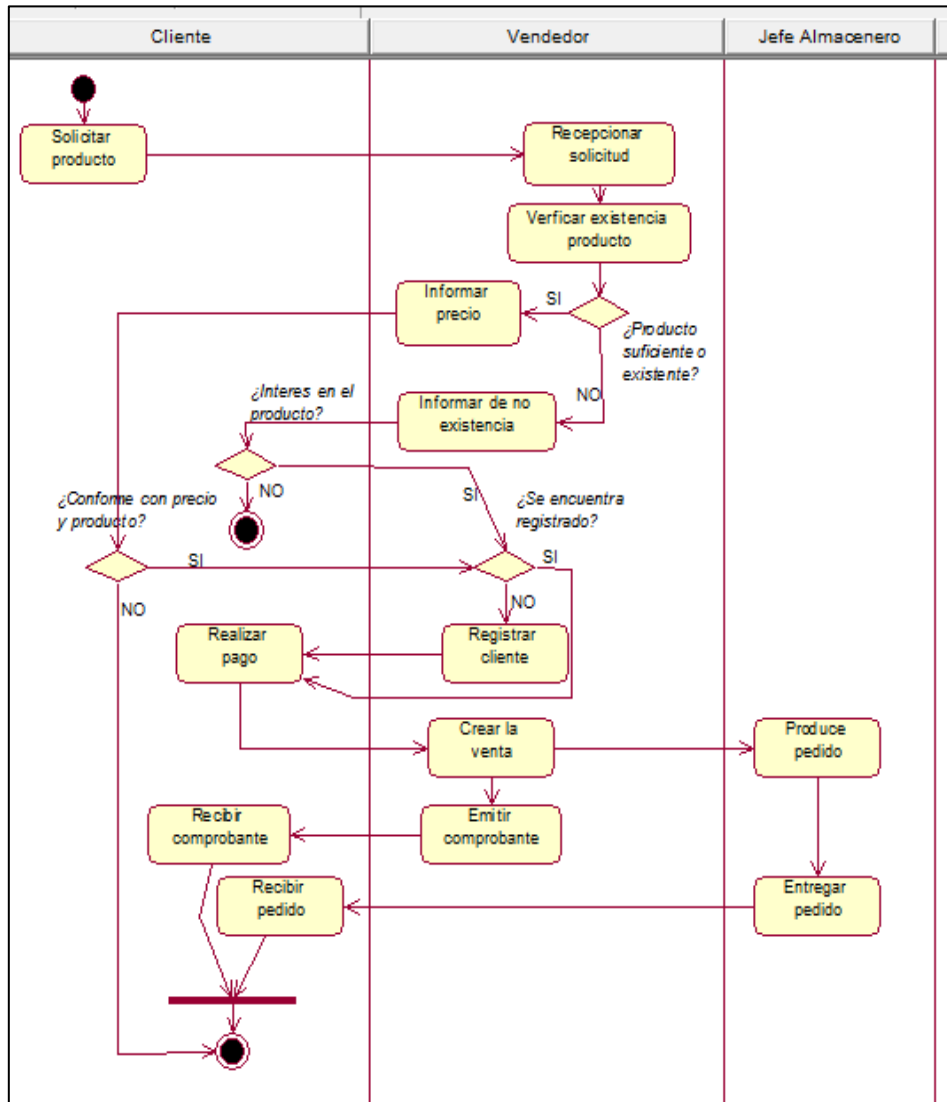 Cliente
Vendedor
Jefe Almacenero
Solicitar
producto
Recepcionar
solicitud
Verficar existencia
producto
Informar
precio
SI
¿Producto
suficiente o
existente?
NO
¿Interes en el
producto?
Informar de no
existencia
NO
SI
¿Conforme con precio
y producto?
¿Se encuentra
registrado?
SI
SI
NO
NO
Realizar
pago
Registrar
cliente
Crear la
venta
Produce
pedido
Recibir
comprobante
Emitir
comprobante
Recibir
pedido
Entregar
pedido